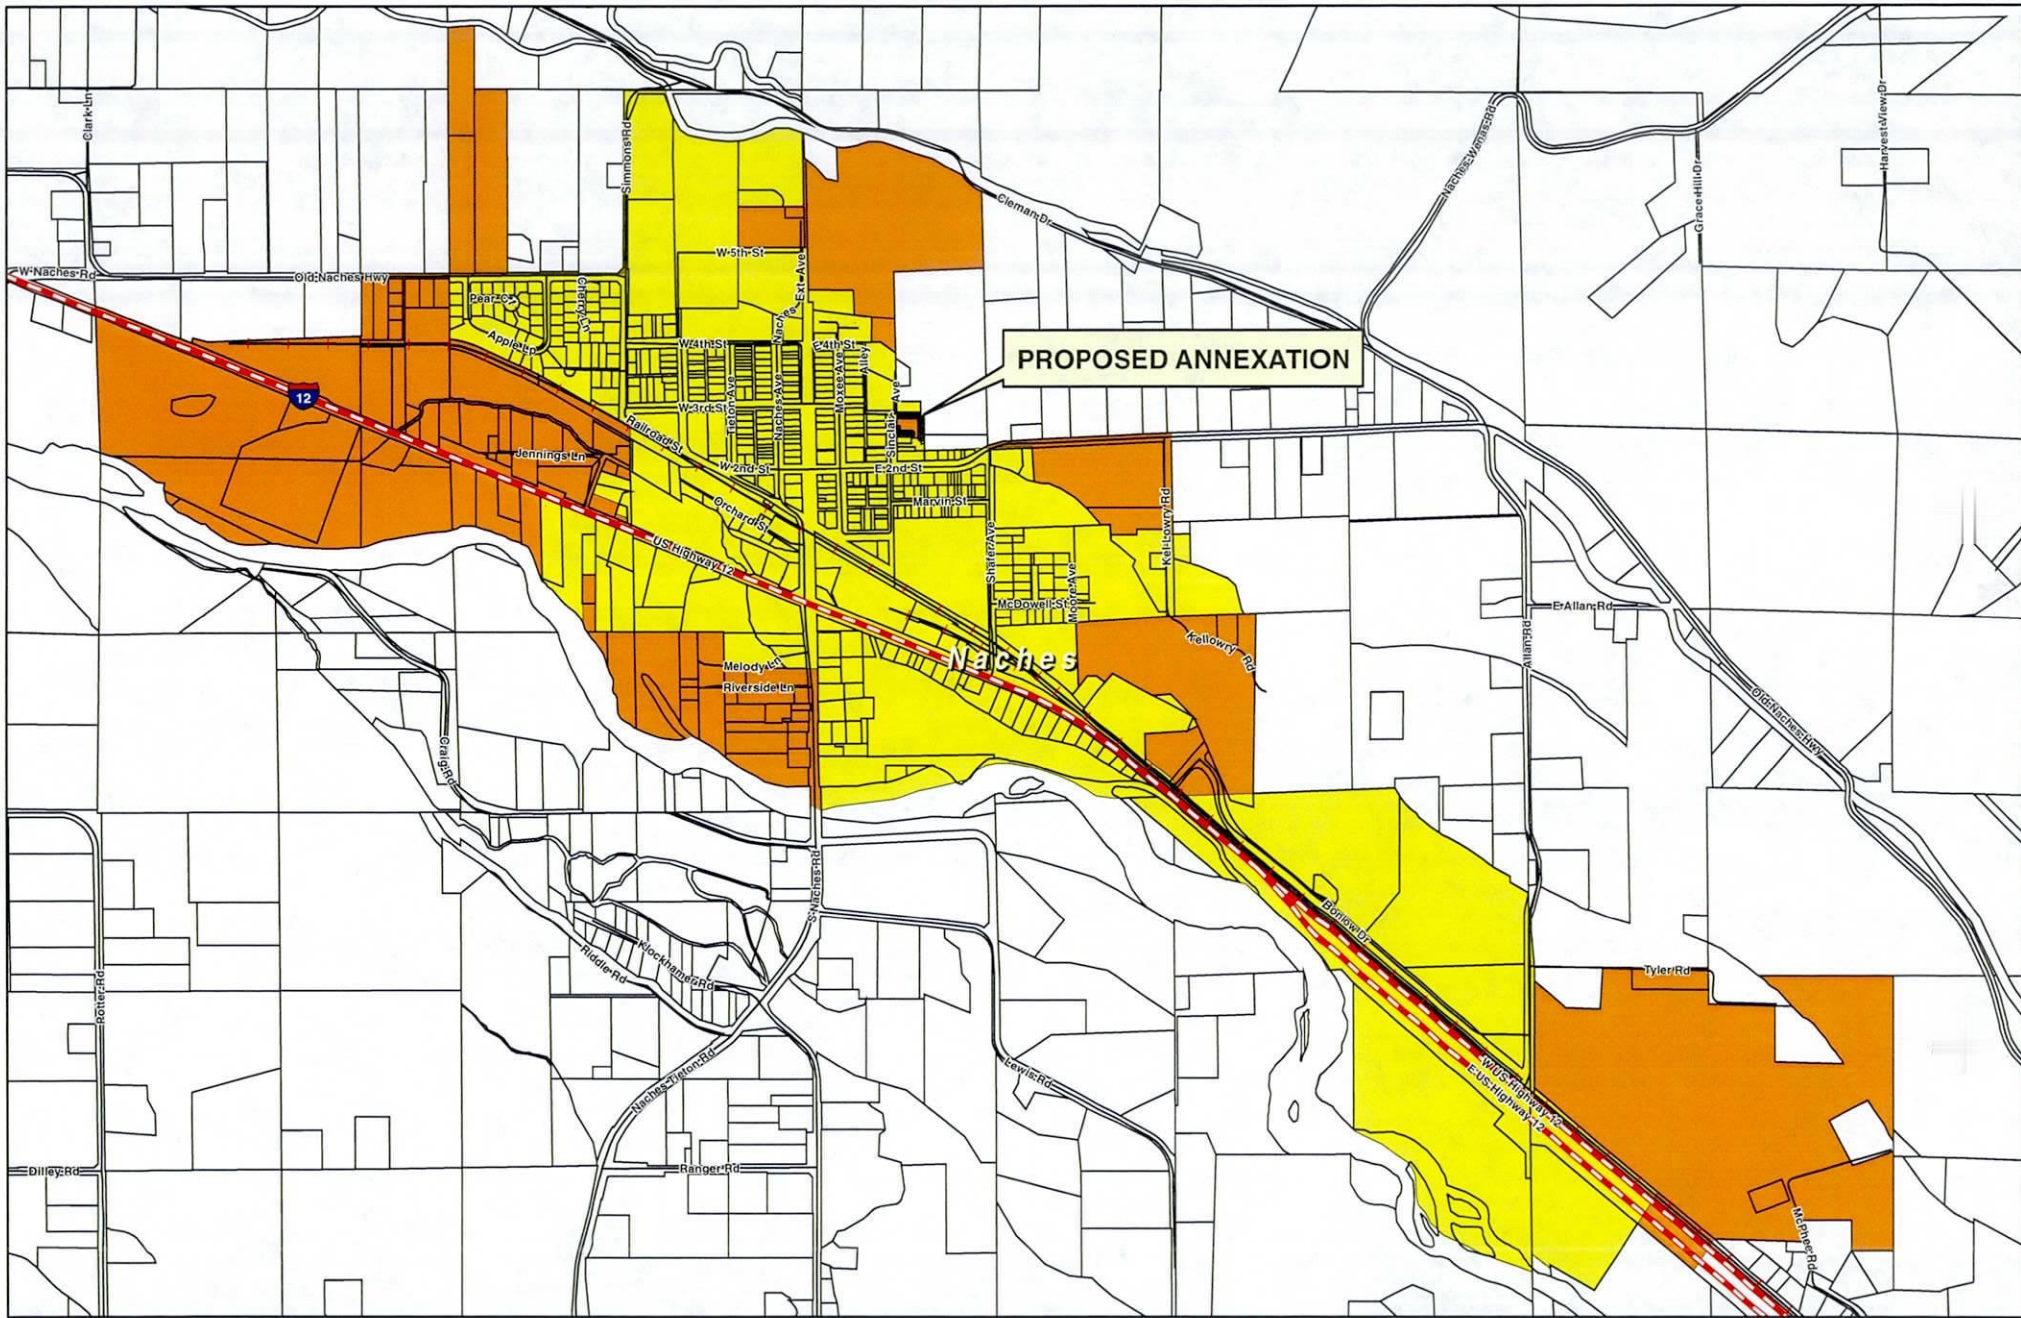 Clark Ln
Simmons Rd
Naches-Wenas Rd
Grace Hill Dr
Harvest View Dr
Cleman Dr
W 5th St
W Naches Rd
Old Naches Hwy
Naches Ext Ave
Pear Ct
Cherry Ln
Apple Lp
W 4th St
E 4th St
Alley
PROPOSED ANNEXATION
12
Tieton Ave
Naches Ave
Moxee Ave
Sinclair Ave
W 3rd St
Railroad St
Jennings Ln
W 2nd St
E 2nd St
Orchard St
Marvin St
US Highway 12
Shafer Ave
Kel-Lowry Rd
Moore Ave
McDowell St
E Allan Rd
Allan Rd
Kellowry Rd
Naches
Melody Ln
Riverside Ln
Old Naches Hwy
Craig Rd
S Naches Rd
Bonlow Dr
Klockhamer Rd
Riddle Rd
Tyler Rd
Rotter Rd
Naches Tieton Rd
Lewis Rd
W US Highway 12
E US Highway 12
Dilley Rd
Ranger Rd
McPhee Rd